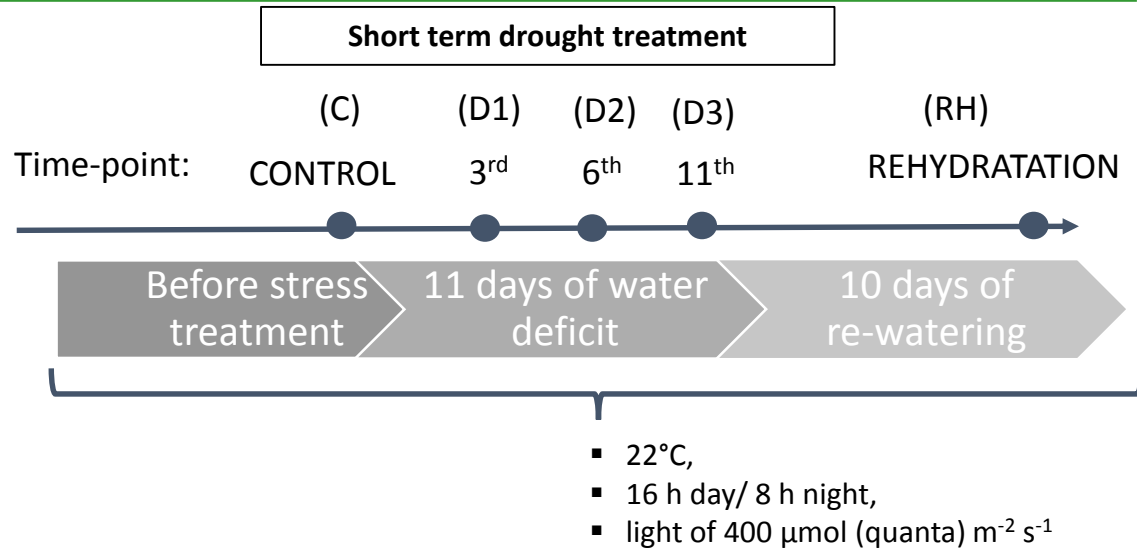 Short term drought treatment
(C) (D1) (D2) (D3) (RH)
Time-point: CONTROL 3rd 6th 11th REHYDRATATION
Before stress treatment
11 days of water deficit
10 days of re-watering
▪ 22°C,
▪ 16 h day/ 8 h night,
▪ light of 400 µmol (quanta) m-2 s-1